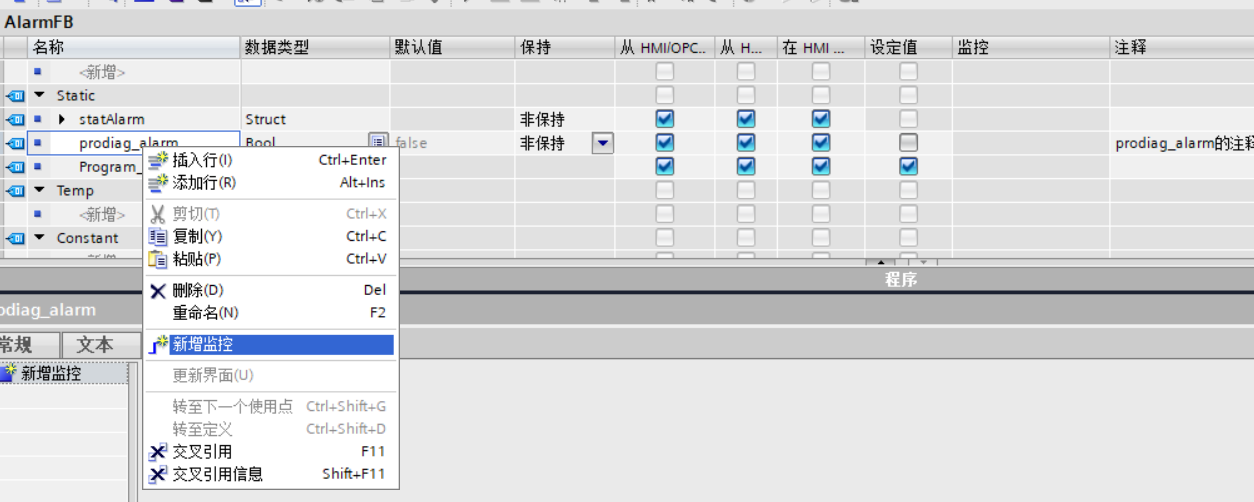 AlarmFB
名称 数据类型 默认值 保持 从 HMI/OPC... 从 H... 在 HMI ... 设定值 监控 注释
<新增>
Static
statAlarm Struct 非保持
prodiag_alarm Bool false 非保持 prodiag_alarm的注释
Program_
Temp
<新增>
Constant
插入行(I) Ctrl+Enter
添加行(R) Alt+Ins
剪切(T) Ctrl+X
复制(Y) Ctrl+C
粘贴(P) Ctrl+V
删除(D) Del
重命名(N) F2
新增监控
更新界面(U)
转至下一个使用点 Ctrl+Shift+G
转至定义 Ctrl+Shift+D
交叉引用 F11
交叉引用信息 Shift+F11
程序
odiag_alarm
常规 文本
新增监控